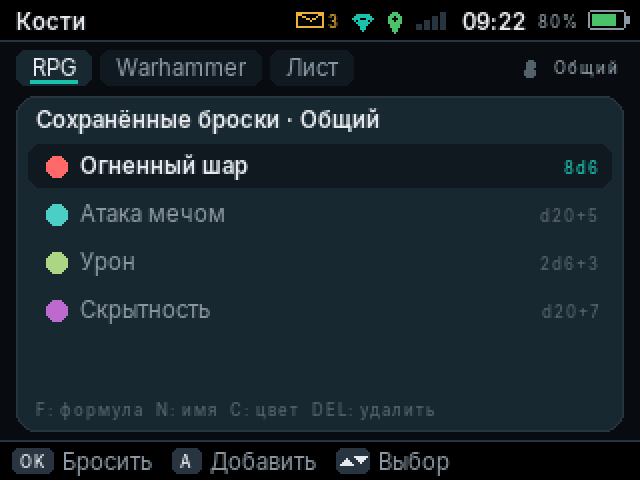 Кости 3 09:22 80%
RPG Warhammer Лист Общий
Сохранённые броски · Общий
Огненный шар 8d6
Атака мечом d20+5
Урон 2d6+3
Скрытность d20+7
F: формула N: имя C: цвет DEL: удалить
OK Бросить A Добавить Выбор